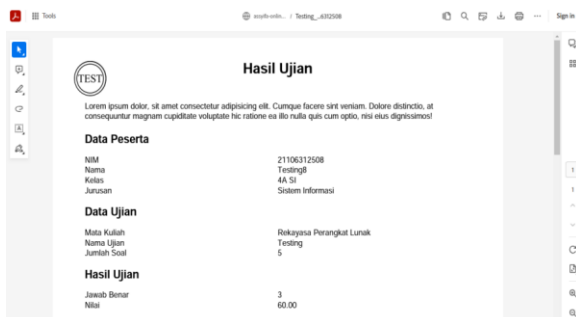 Tools
Testing_...6312508
Sign in
TEST
Hasil Ujian
Lorem ipsum dolor, sit amet consectetur adipisicing elit. Cumque facere sint veniam. Dolore distinctio, at
consequuntur magnam cupiditate voluptate hic ratione ea illo nulla quis cum optio, nisi eius dignissimos!
Data Peserta
NIM 21106312508
Nama Testing8
Kelas 4A SI
Jurusan Sistem Informasi
Data Ujian
Mata Kuliah Rekayasa Perangkat Lunak
Nama Ujian Testing
Jumlah Soal 5
Hasil Ujian
Jawab Benar 3
Nilai 60.00
1
1